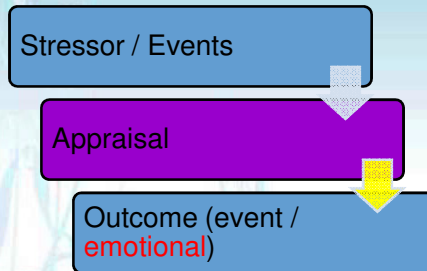 Stressor / Events
Appraisal
Outcome (event /
emotional)